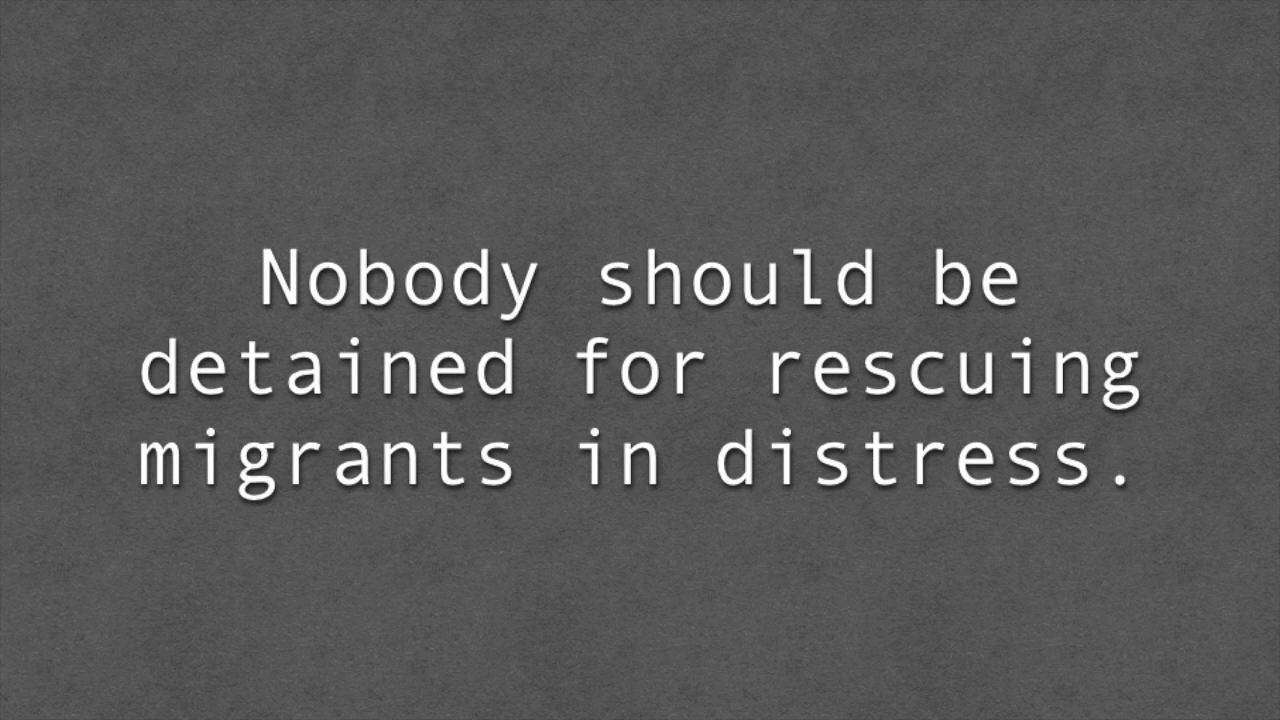 Nobody should be
detained for rescuing
migrants in distress.